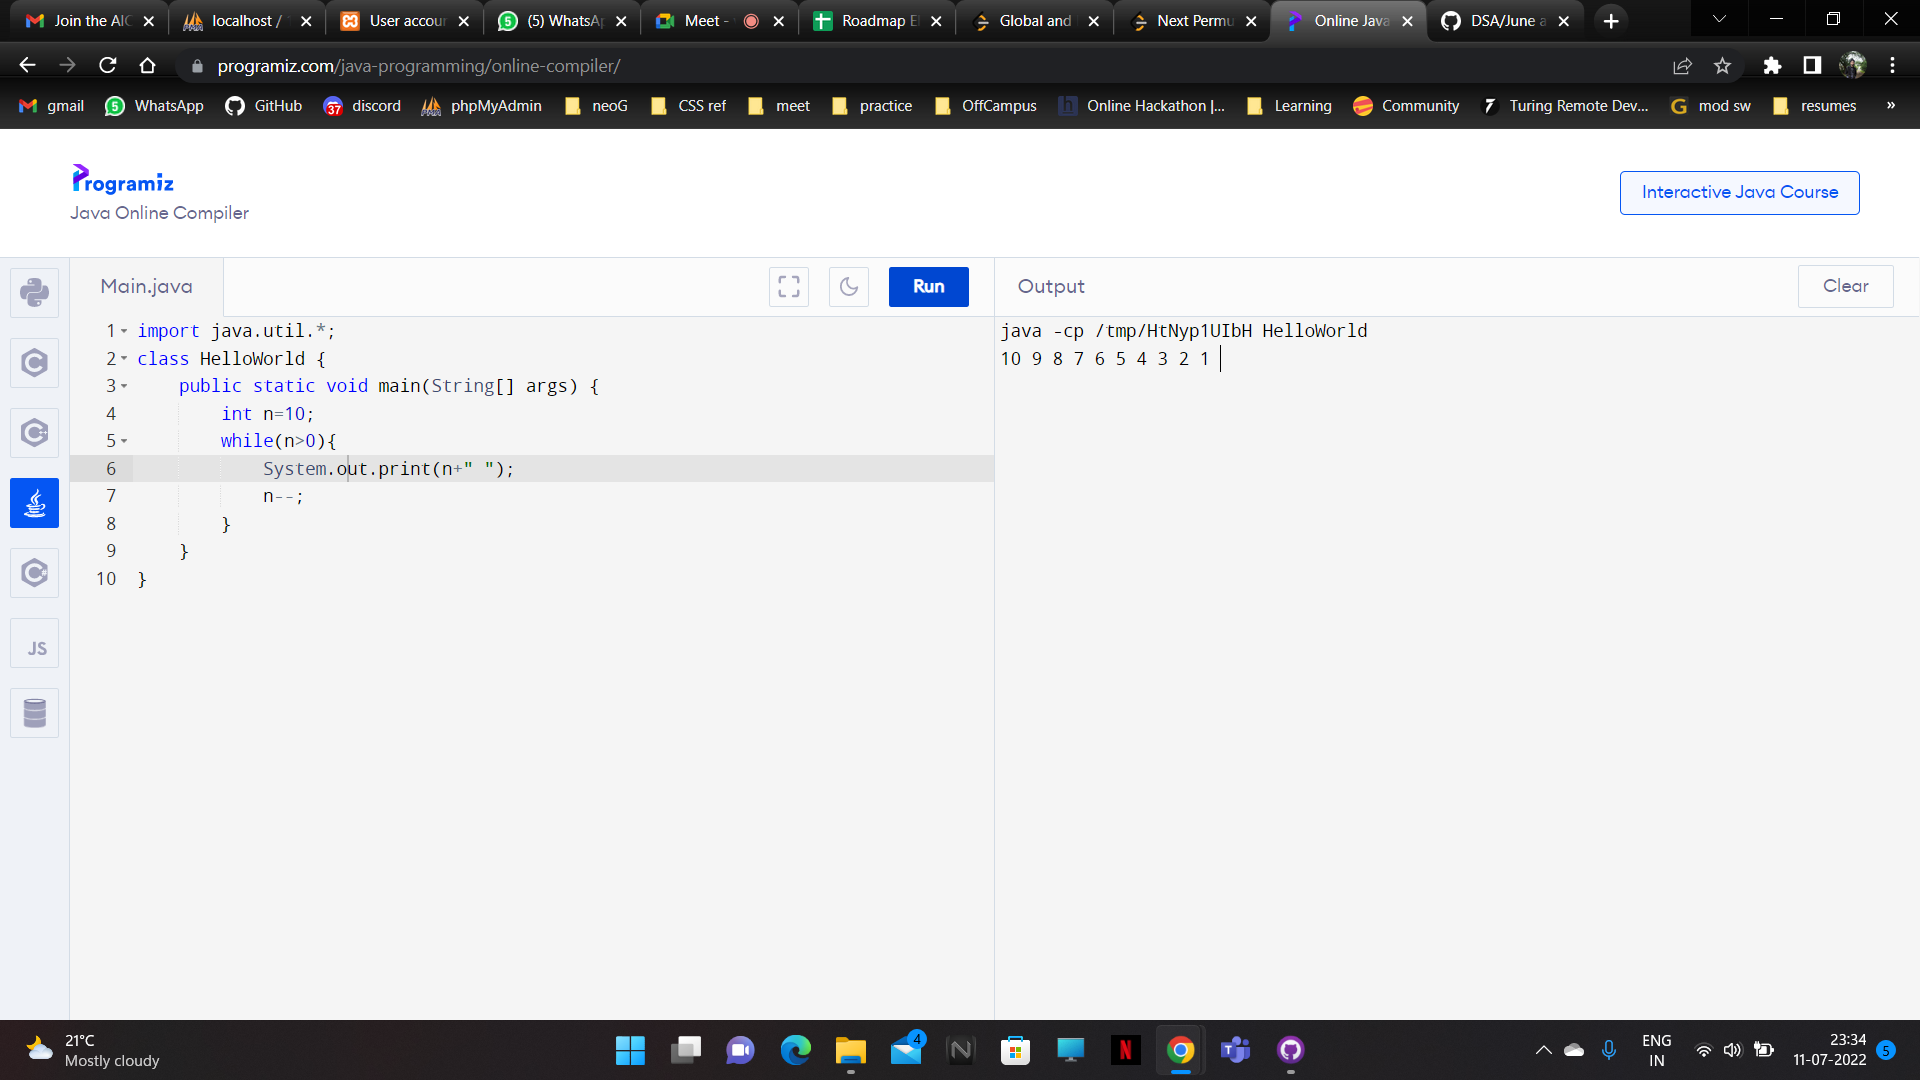 Join the AIC
localhost /
User accour
(5) WhatsAp
Meet -
Roadmap E
Global and
Next Permu
Online Java
DSA/June a
programiz.com/java-programming/online-compiler/
gmail
5 WhatsApp
GitHub
37 discord
phpMyAdmin
neoG
CSS ref
meet
practice
OffCampus
h Online Hackathon |...
Learning
Community
7 Turing Remote Dev...
G mod sw
resumes
»
Programiz
Java Online Compiler
Interactive Java Course
Main.java
Run
Output
Clear
1 import java.util.*;
2 class HelloWorld {
3 public static void main(String[] args) {
4 int n=10;
5 while(n>0){
6 System.out.print(n+" ");
7 n--;
8 }
9 }
10 }
java -cp /tmp/HtNyp1UIbH HelloWorld
10 9 8 7 6 5 4 3 2 1
JS
21°C
Mostly cloudy
4
N
N
ENG
IN
23:34
11-07-2022
5